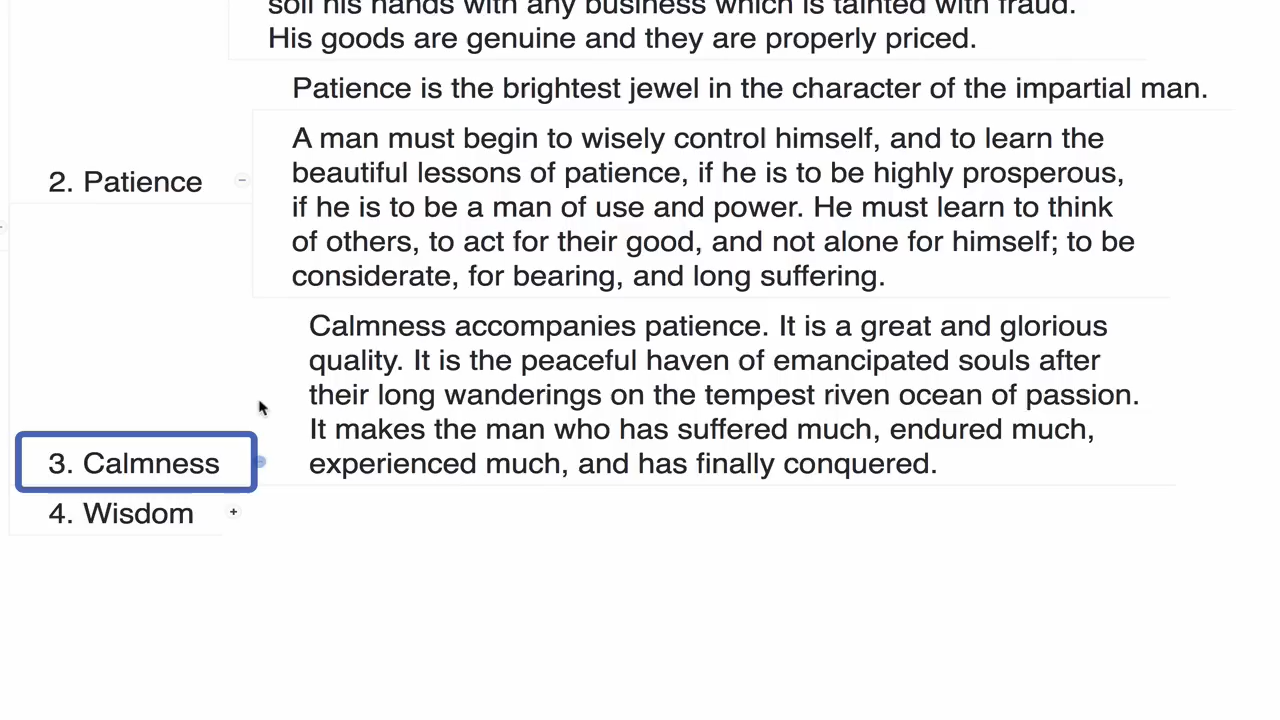 soil his hands with any business which is tainted with fraud.
His goods are genuine and they are properly priced.
Patience is the brightest jewel in the character of the impartial man.
2. Patience
A man must begin to wisely control himself, and to learn the
beautiful lessons of patience, if he is to be highly prosperous,
if he is to be a man of use and power. He must learn to think
of others, to act for their good, and not alone for himself; to be
considerate, for bearing, and long suffering.
3. Calmness
Calmness accompanies patience. It is a great and glorious
quality. It is the peaceful haven of emancipated souls after
their long wanderings on the tempest riven ocean of passion.
It makes the man who has suffered much, endured much,
experienced much, and has finally conquered.
4. Wisdom